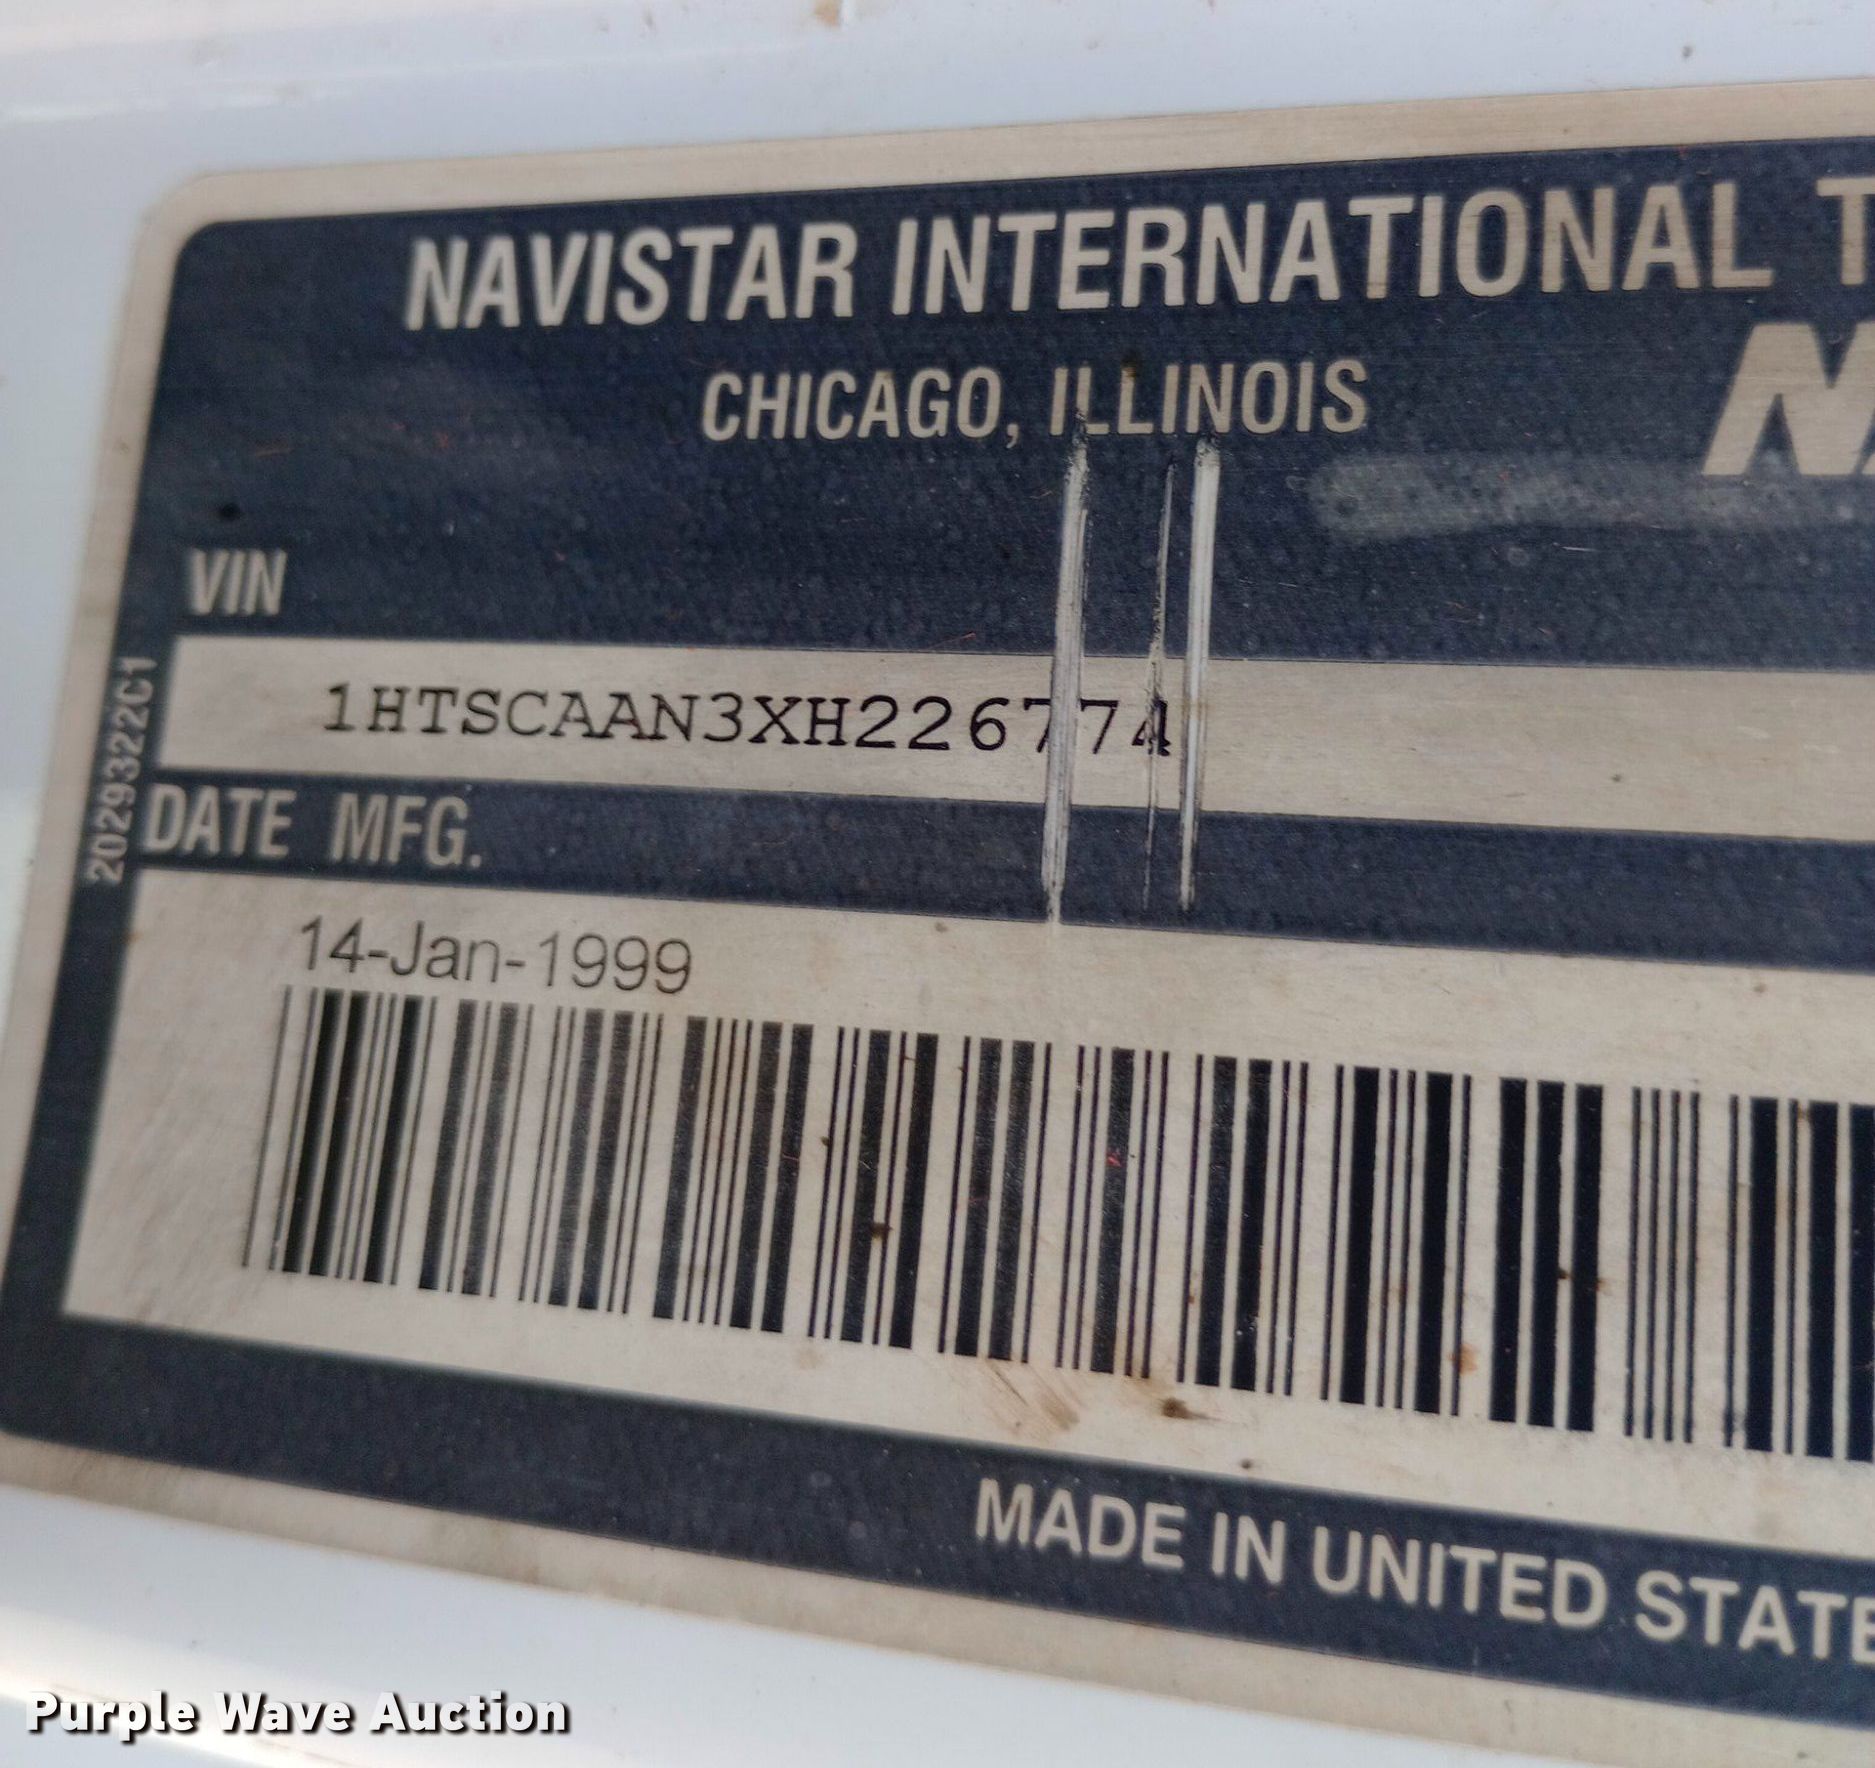 NAVISTAR INTERNATIONAL T
CHICAGO, ILLINOIS
NA
VIN
1HTSCAAN3XH226774
2029322C1
DATE MFG.
14-Jan-1999
MADE IN UNITED STATE
Purple Wave Auction